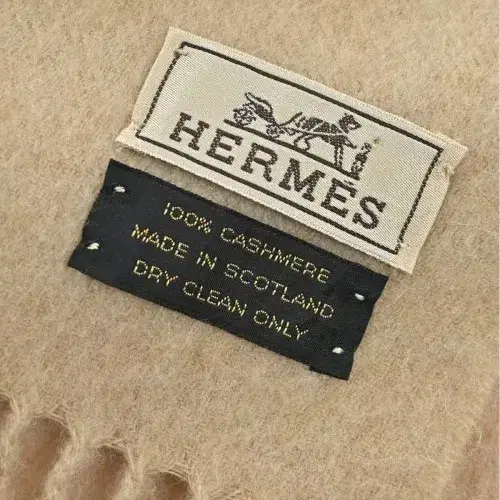 HERMÈS
100% CASHMERE
MADE IN SCOTLAND
DRY CLEAN ONLY